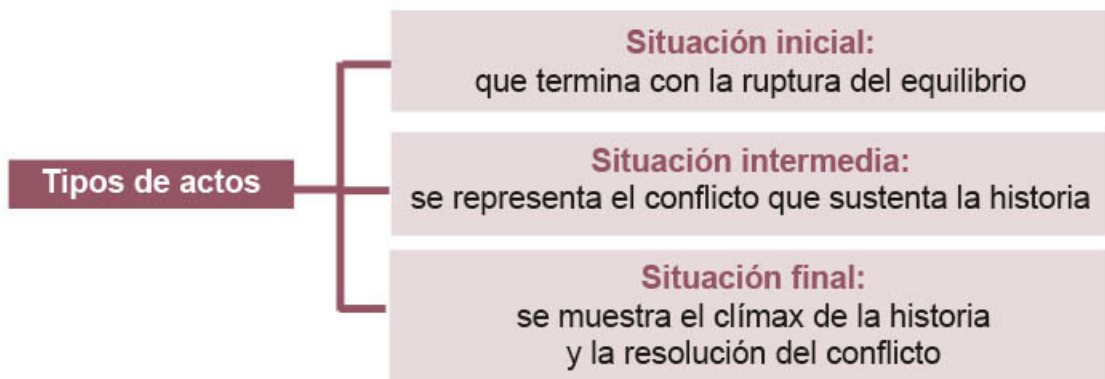 Tipos de actos
Situación inicial:
que termina con la ruptura del equilibrio
Situación intermedia:
se representa el conflicto que sustenta la historia
Situación final:
se muestra el clímax de la historia
y la resolución del conflicto